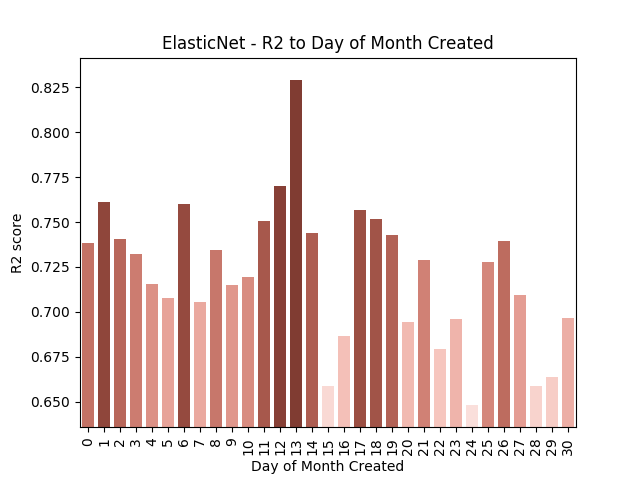 ElasticNet - R2 to Day of Month Created
R2 score
0.825
0.800
0.775
0.750
0.725
0.700
0.675
0.650
0 1 2 3 4 5 6 7 8 9 10 11 12 13 14 15 16 17 18 19 20 21 22 23 24 25 26 27 28 29 30
Day of Month Created